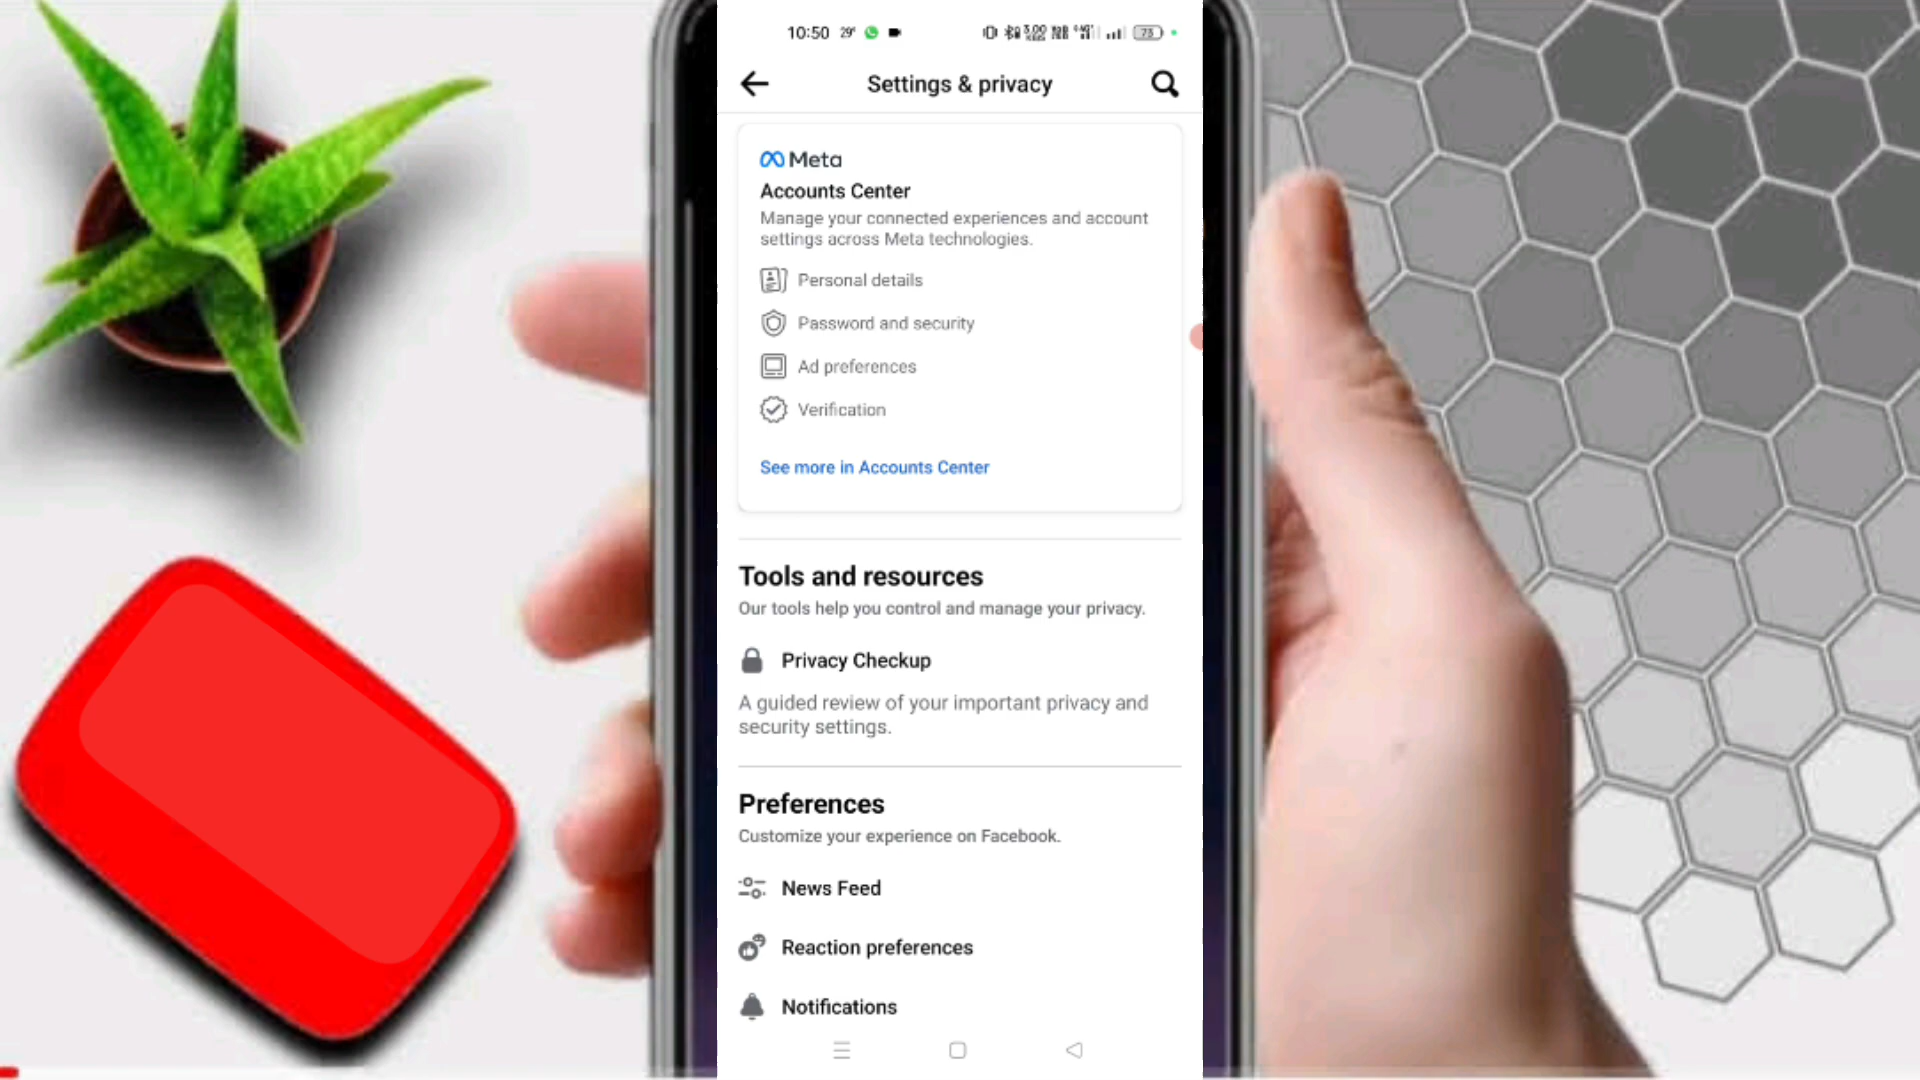 10:50 29°
73
Settings & privacy
Meta
Accounts Center
Manage your connected experiences and account
settings across Meta technologies.
Personal details
Password and security
Ad preferences
Verification
See more in Accounts Center
Tools and resources
Our tools help you control and manage your privacy.
Privacy Checkup
A guided review of your important privacy and
security settings.
Preferences
Customize your experience on Facebook.
News Feed
Reaction preferences
Notifications